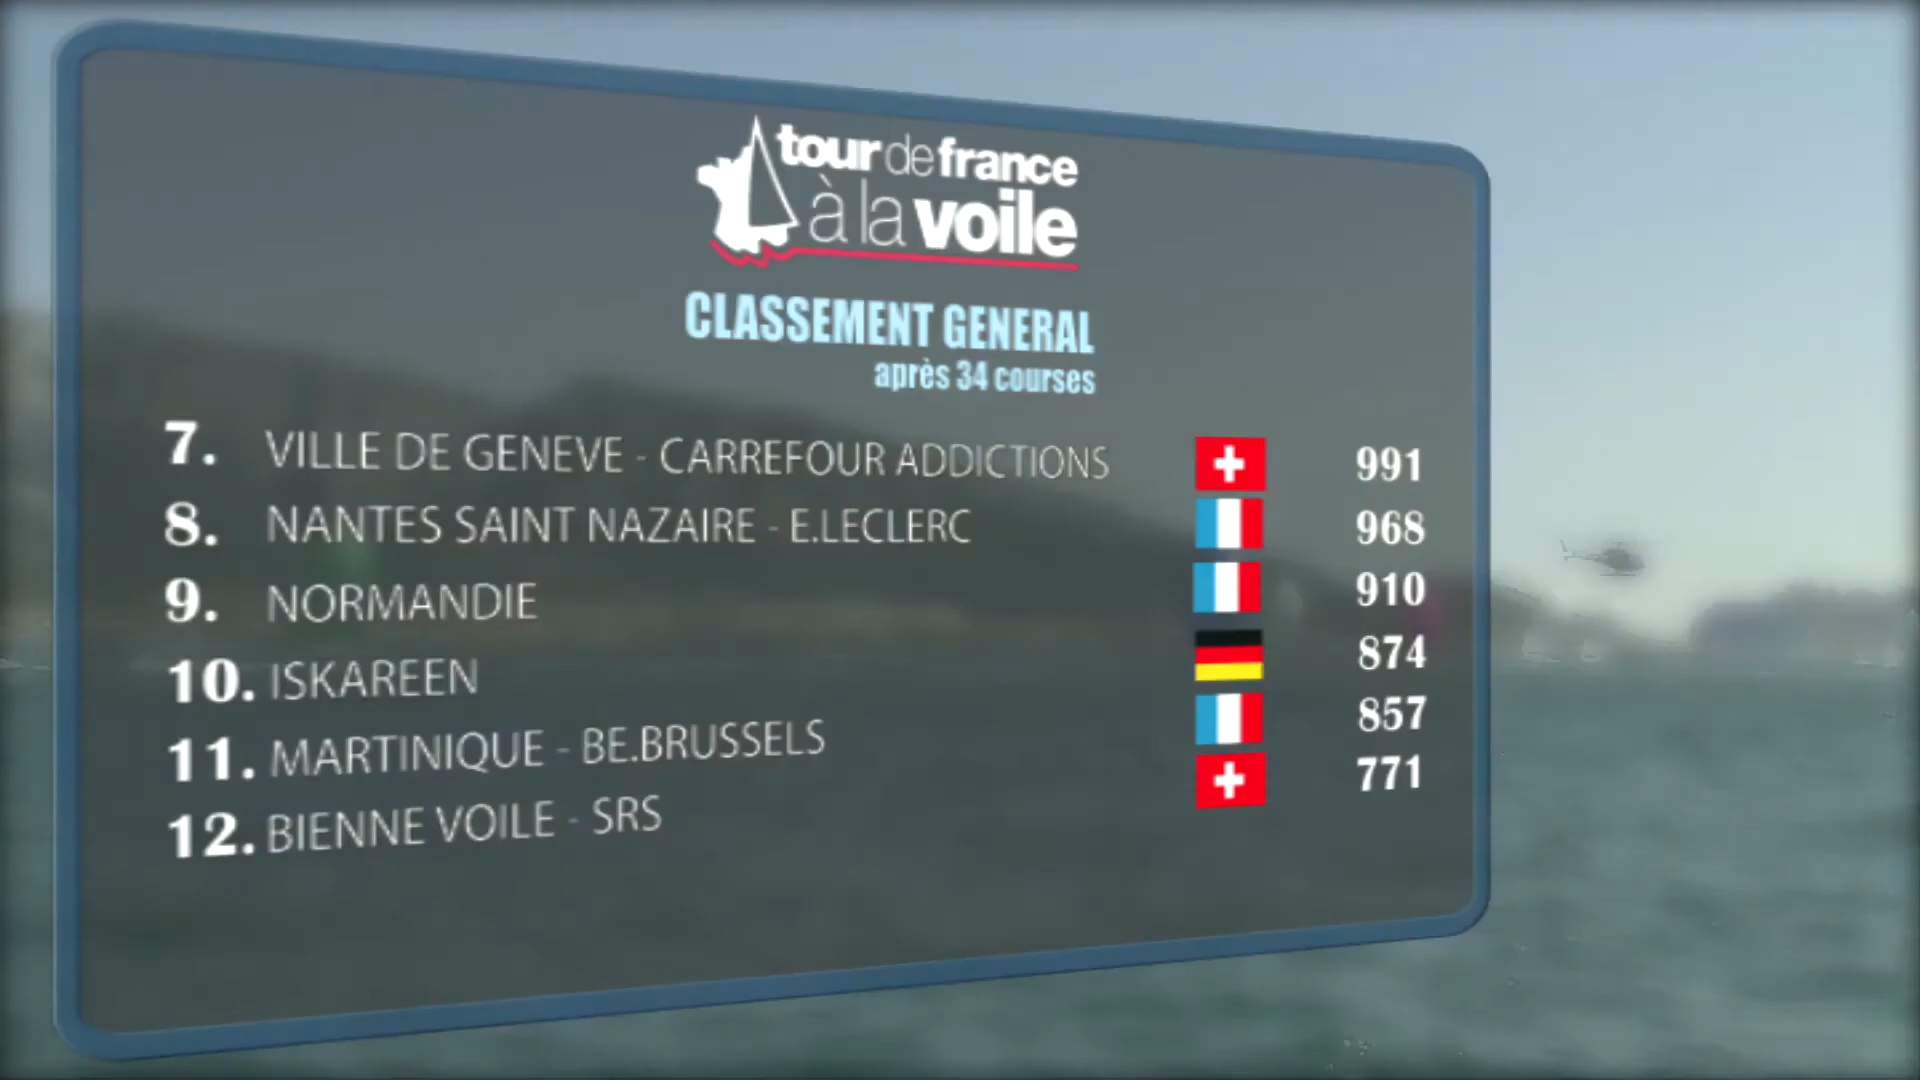 tour de france
à la voile
CLASSEMENT GENERAL
après 34 courses
7. VILLE DE GENEVE - CARREFOUR ADDICTIONS 991
8. NANTES SAINT NAZAIRE - E.LECLERC 968
9. NORMANDIE 910
10. ISKAREEN 874
11. MARTINIQUE - BE.BRUSSELS 857
12. BIENNE VOILE - SRS 771